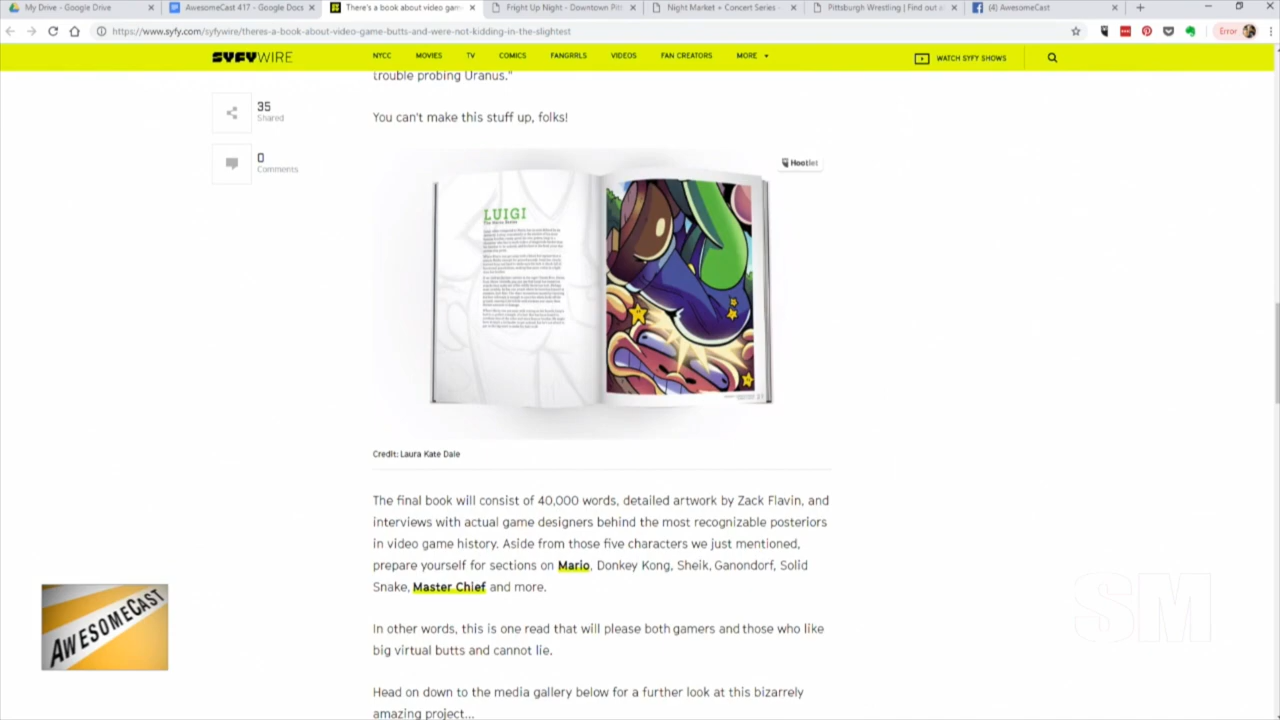 My Drive - Google Drive
AwesomeCast 417 - Google Docs
There's a book about video gam
Fright Up Night - Downtown Pit
Night Market + Concert Series -
Pittsburgh Wrestling | Find out a
(4) AwesomeCast
https://www.syfy.com/syfywire/theres-a-book-about-video-game-butts-and-were-not-kidding-in-the-slightest
Error
SYFYWIRE
NYCC
MOVIES
TV
COMICS
FANGRRLS
VIDEOS
FAN CREATORS
MORE
WATCH SYFY SHOWS
trouble probing Uranus."
35
Shared
You can't make this stuff up, folks!
0
Comments
Hootlet
LUIGI
Credit: Laura Kate Dale
The final book will consist of 40,000 words, detailed artwork by Zack Flavin, and
interviews with actual game designers behind the most recognizable posteriors
in video game history. Aside from those five characters we just mentioned,
prepare yourself for sections on Mario, Donkey Kong, Sheik, Ganondorf, Solid
Snake, Master Chief and more.
In other words, this is one read that will please both gamers and those who like
big virtual butts and cannot lie.
Head on down to the media gallery below for a further look at this bizarrely
amazing project...
AWESOMECAST
SM